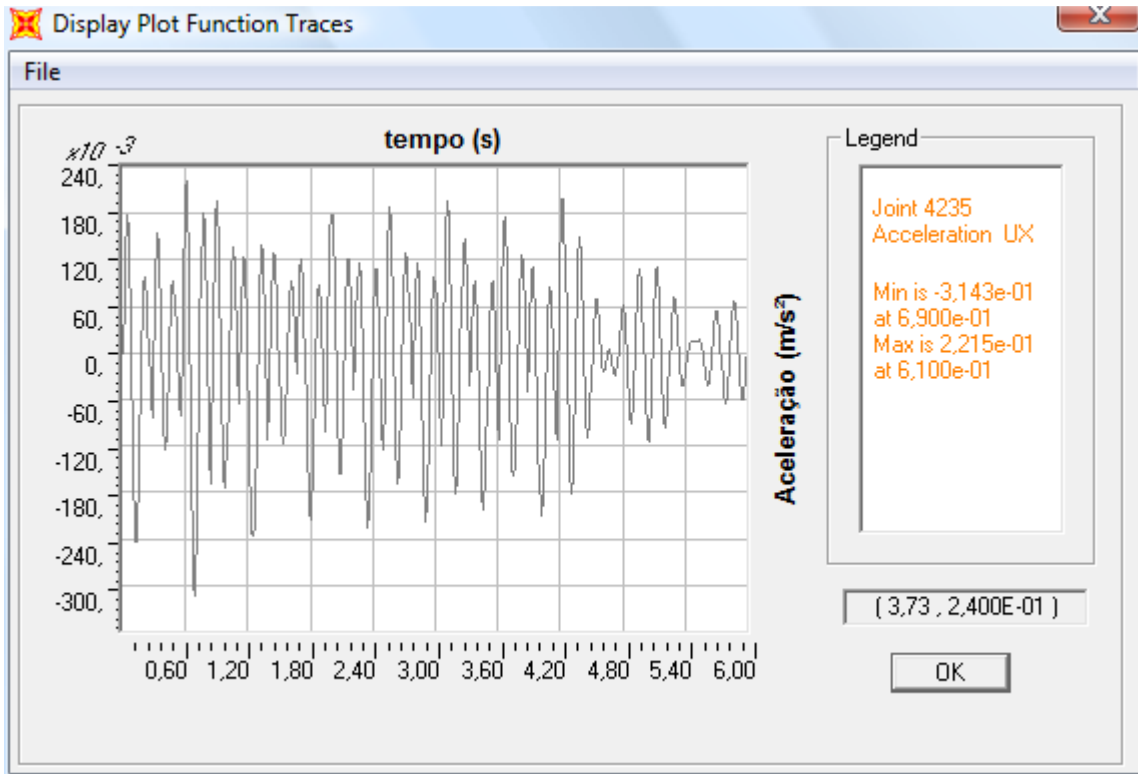 Display Plot Function Traces
X
File
tempo (s)
x10 -3
240,
180,
120,
60,
0,
-60,
-120,
-180,
-240,
-300,
0,60 1,20 1,80 2,40 3,00 3,60 4,20 4,80 5,40 6,00
Aceleração (m/s²)
Legend
Joint 4235
Acceleration UX
Min is -3,143e-01
at 6,900e-01
Max is 2,215e-01
at 6,100e-01
( 3,73 , 2,400E-01 )
OK